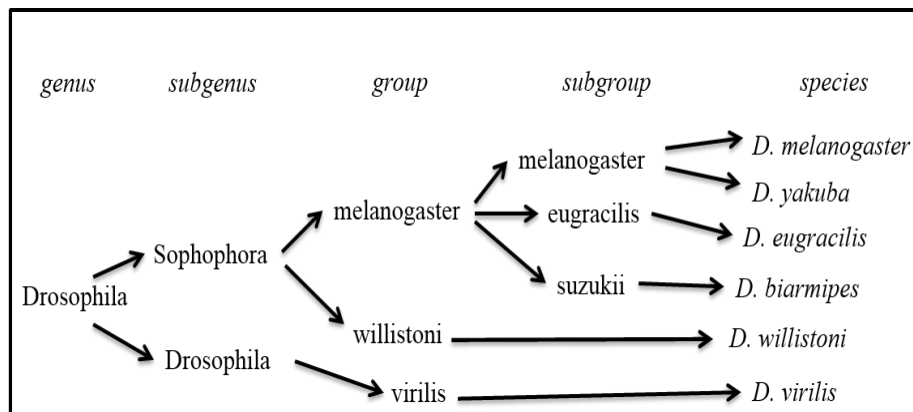 genus subgenus group subgroup species
D. melanogaster
melanogaster
D. yakuba
melanogaster eugracilis
D. eugracilis
Sophophora
suzukii D. biarmipes
Drosophila
willistoni D. willistoni
Drosophila
virilis D. virilis